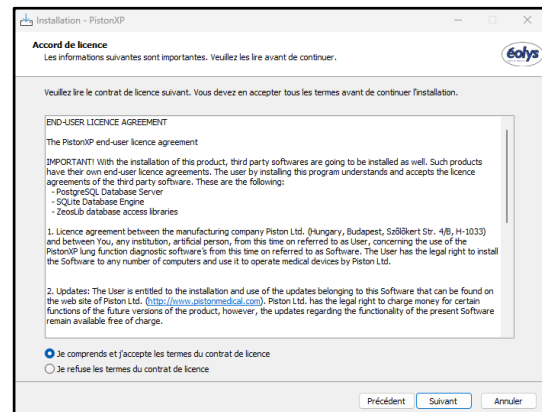 Installation - PistonXP
Accord de licence
Les informations suivantes sont importantes. Veuillez les lire avant de continuer.
éolys
Veuillez lire le contrat de licence suivant. Vous devez en accepter tous les termes avant de continuer l'installation.
END-USER LICENCE AGREEMENT
The PistonXP end-user licence agreement
IMPORTANT! With the installation of this product, third party softwares are going to be installed as well. Such products
have their own end-user licence agreements. The user by installing this program understands and accepts the licence
agreements of the third party software. These are the following:
- PostgreSQL Database Server
- SQLite Database Engine
- ZeosLib database access libraries
1. Licence agreement between the manufacturing company Piston Ltd. (Hungary, Budapest, Szőlőkert Str. 4/B, H-1033)
and between You, any institution, artificial person, from this time on referred to as User, concerning the use of the
PistonXP lung function diagnostic software's from this time on referred to as Software. The User has the legal right to install
the Software to any number of computers and use it to operate medical devices by Piston Ltd.
2. Updates: The User is entitled to the installation and use of the updates belonging to this Software that can be found on
the web site of Piston Ltd. (http://www.pistonmedical.com). Piston Ltd. has the legal right to charge money for certain
functions of the future versions of the product, however, the updates regarding the functionality of the present Software
remain available free of charge.
Je comprends et j'accepte les termes du contrat de licence
Je refuse les termes du contrat de licence
Précédent Suivant Annuler